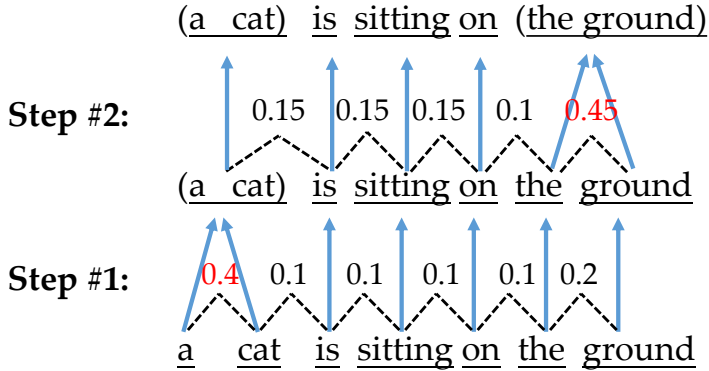 (a cat) is sitting on (the ground)
0.15 0.15 0.15 0.1 0.45
Step #2:
(a cat) is sitting on the ground
0.4 0.1 0.1 0.1 0.1 0.2
Step #1:
a cat is sitting on the ground